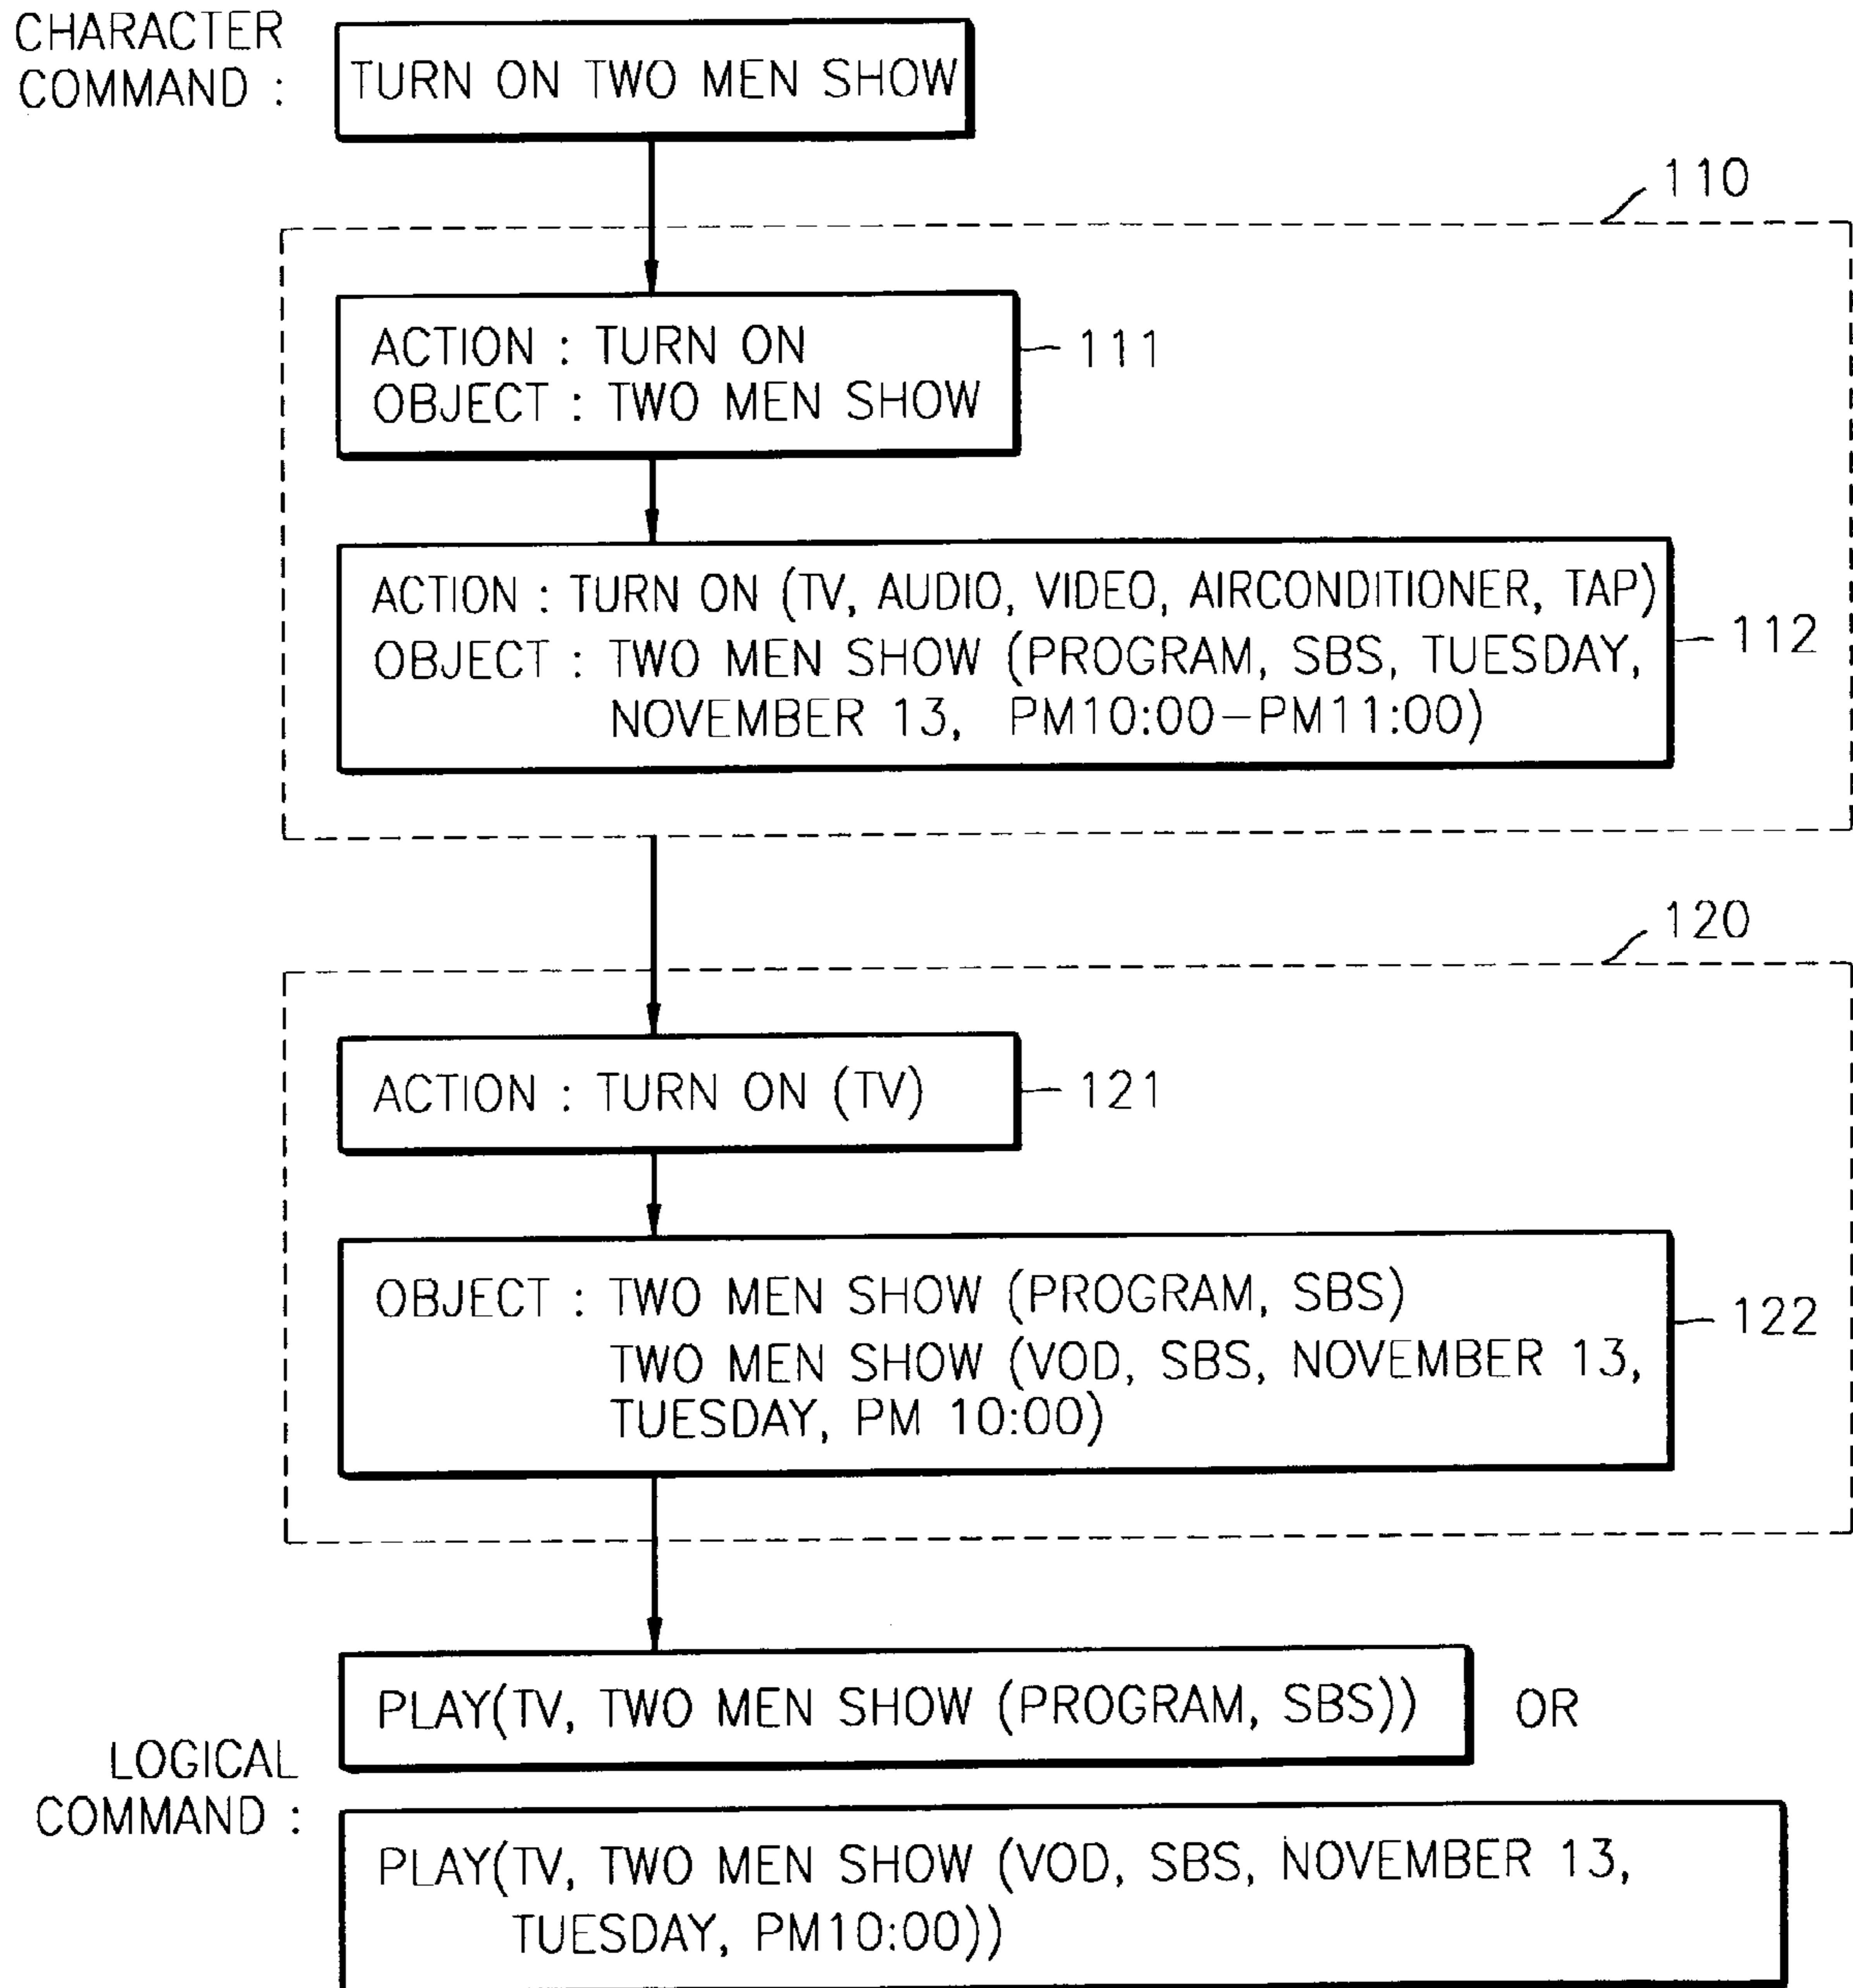 CHARACTER
COMMAND :
TURN ON TWO MEN SHOW
110
ACTION : TURN ON
OBJECT : TWO MEN SHOW
111
ACTION : TURN ON (TV, AUDIO, VIDEO, AIRCONDITIONER, TAP)
OBJECT : TWO MEN SHOW (PROGRAM, SBS, TUESDAY,
NOVEMBER 13, PM10:00-PM11:00)
112
120
ACTION : TURN ON (TV)
121
OBJECT : TWO MEN SHOW (PROGRAM, SBS)
TWO MEN SHOW (VOD, SBS, NOVEMBER 13,
TUESDAY, PM 10:00)
122
PLAY(TV, TWO MEN SHOW (PROGRAM, SBS))
OR
LOGICAL
COMMAND :
PLAY(TV, TWO MEN SHOW (VOD, SBS, NOVEMBER 13,
TUESDAY, PM10:00))